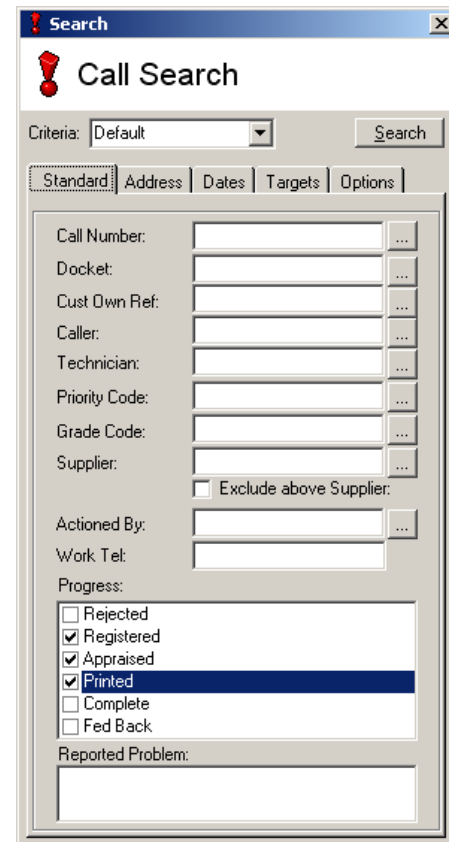 Search
Call Search
Criteria: Default Search
Standard Address Dates Targets Options
Call Number: ...
Docket: ...
Cust Own Ref: ...
Caller: ...
Technician: ...
Priority Code: ...
Grade Code: ...
Supplier: ...
Exclude above Supplier:
Actioned By: ...
Work Tel:
Progress:
Rejected
Registered
Appraised
Printed
Complete
Fed Back
Reported Problem: